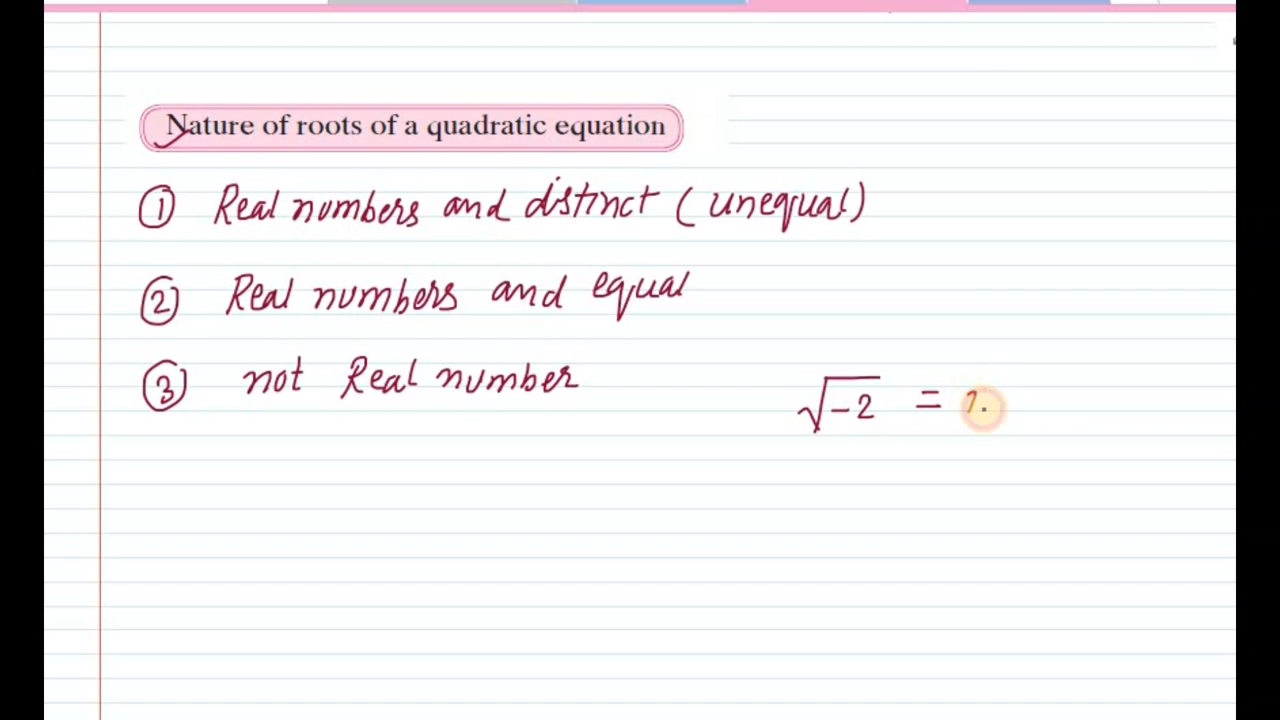 Nature of roots of a quadratic equation
① Real numbers and distinct (unequal)
② Real numbers and equal
③ not Real number
√-2 =